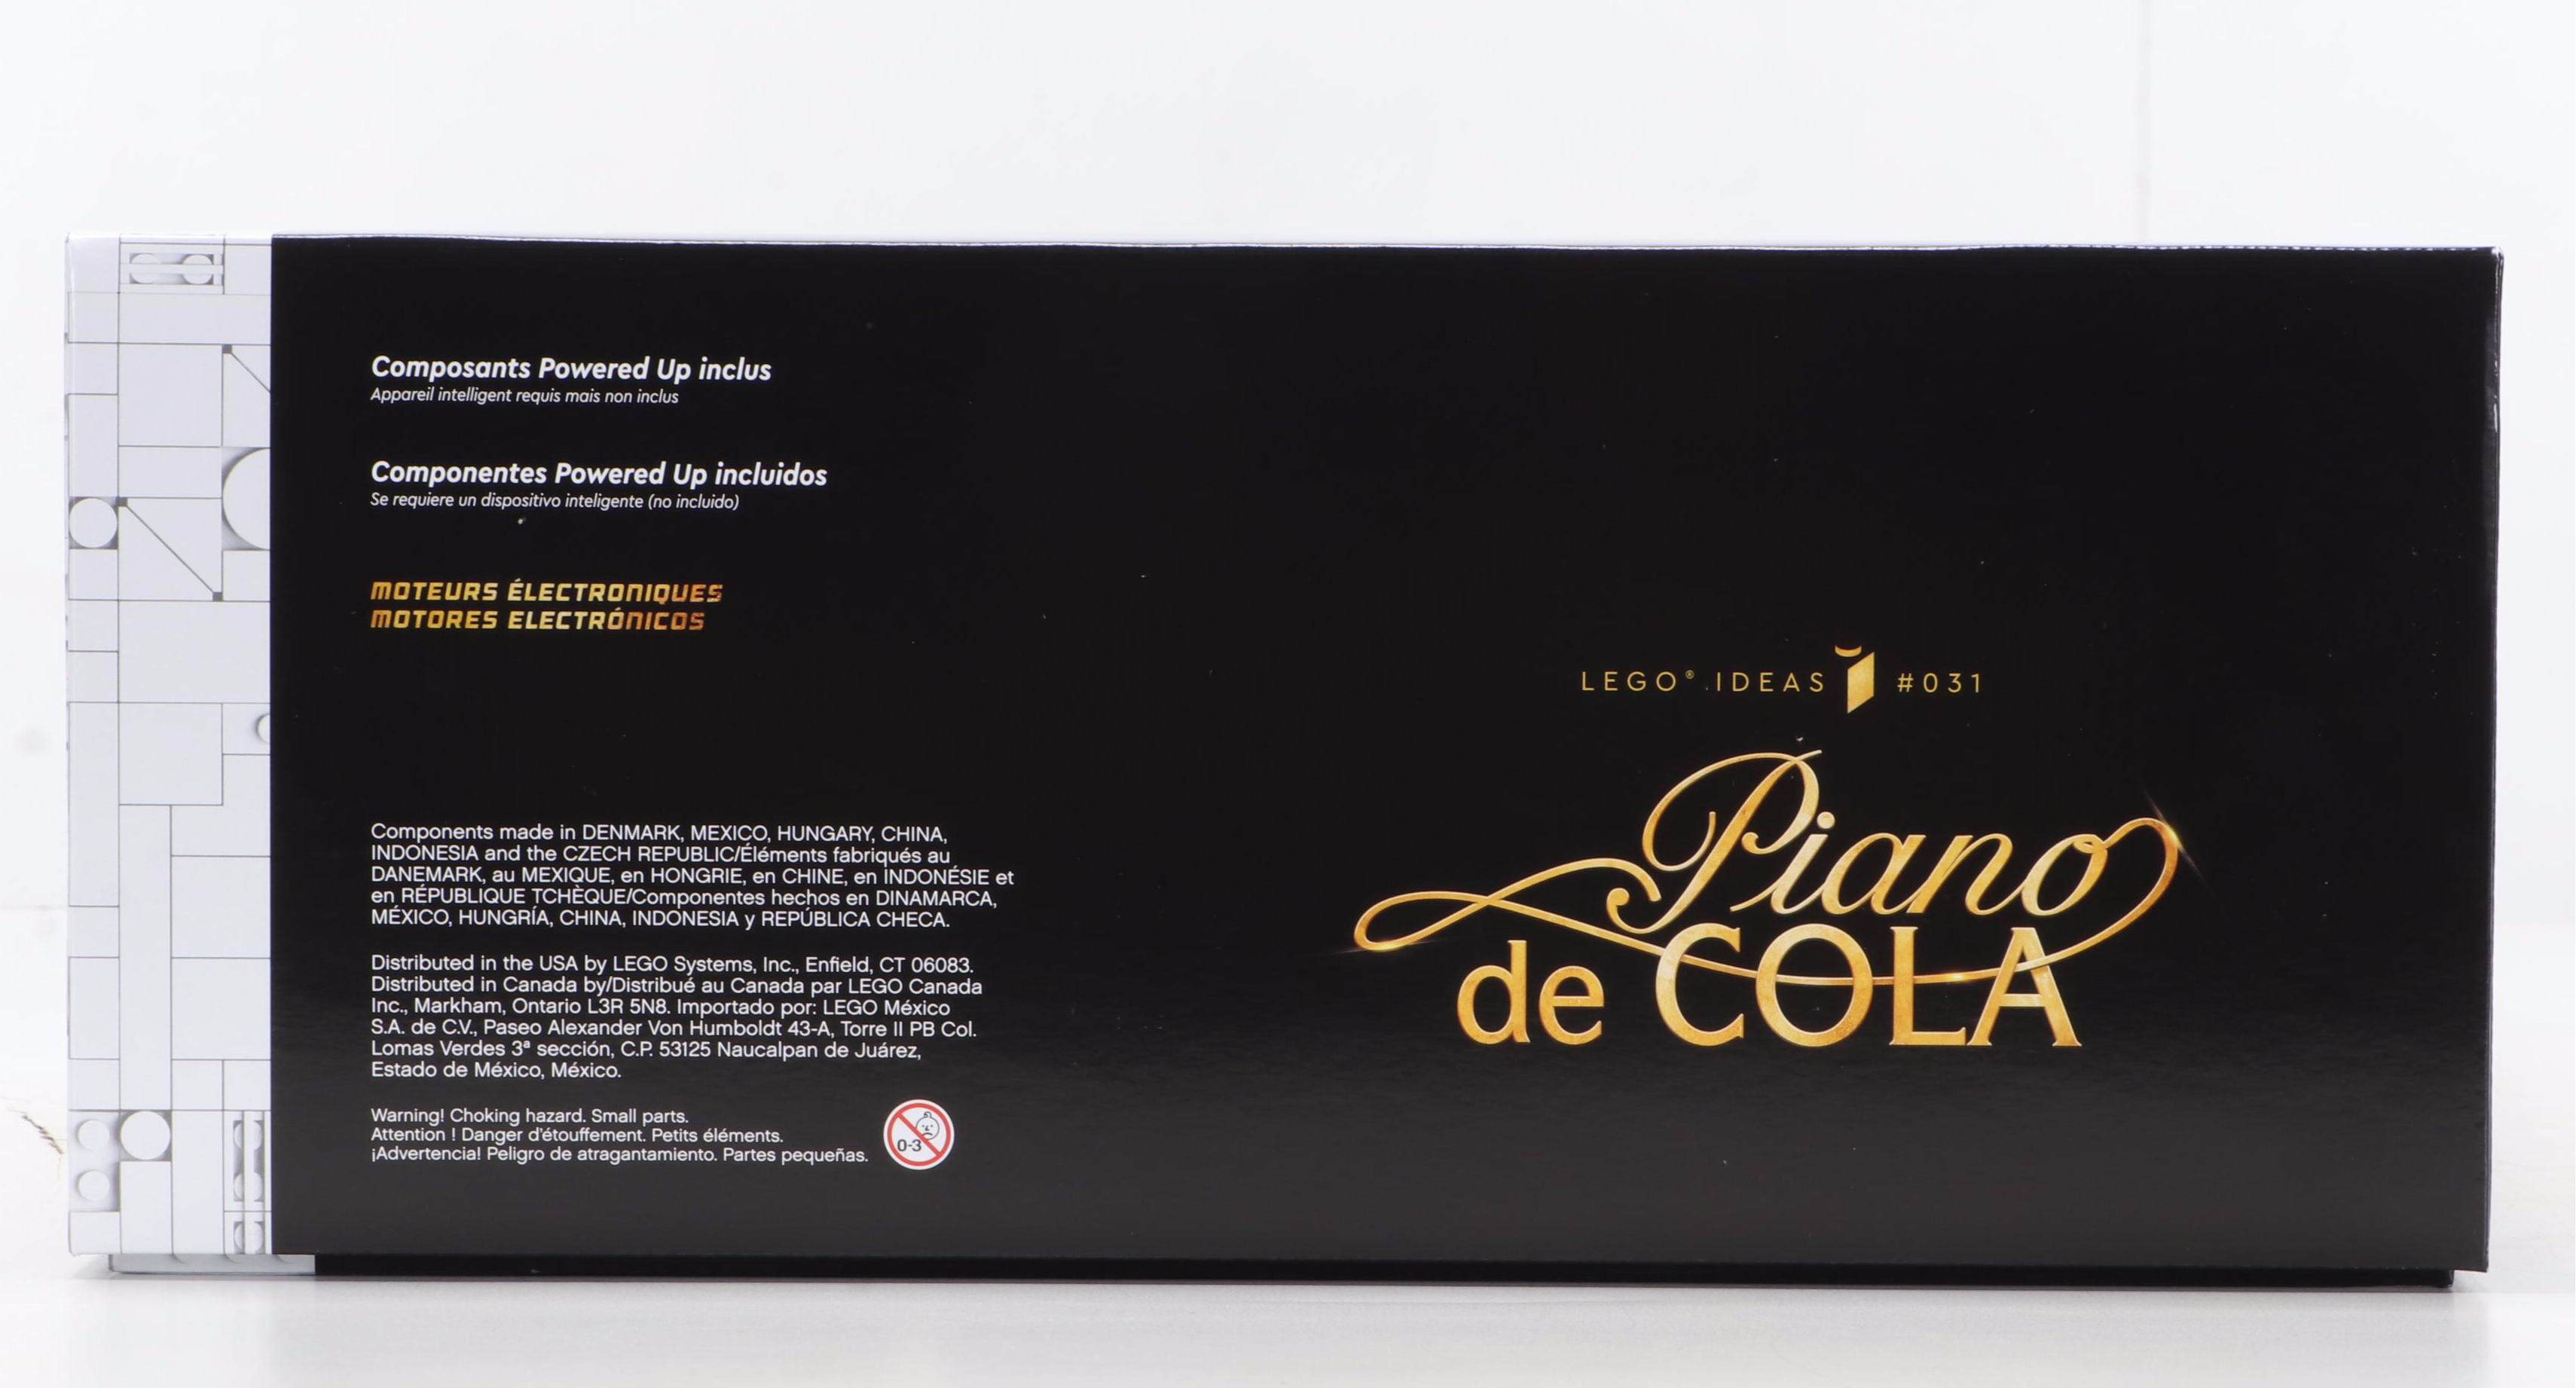 Composants Powered Up inclus
Appareil intelligent requis mais non inclus
Componentes Powered Up incluidos
Se requiere un dispositivo inteligente (no incluido)
MOTEURS ÉLECTRONIQUES
MOTORES ELECTRÓNICOS
Components made in DENMARK, MEXICO, HUNGARY, CHINA,
INDONESIA and the CZECH REPUBLIC/Éléments fabriqués au
DANEMARK, au MEXIQUE, en HONGRIE, en CHINE, en INDONÉSIE et
en RÉPUBLIQUE TCHÈQUE/Componentes hechos en DINAMARCA,
MÉXICO, HUNGRÍA, CHINA, INDONESIA y REPÚBLICA CHECA.
Distributed in the USA by LEGO Systems, Inc., Enfield, CT 06083.
Distributed in Canada by/Distribué au Canada par LEGO Canada
Inc., Markham, Ontario L3R 5N8. Importado por: LEGO México
S.A. de C.V., Paseo Alexander Von Humboldt 43-A, Torre II PB Col.
Lomas Verdes 3ª sección, C.P. 53125 Naucalpan de Juárez,
Estado de México, México.
Warning! Choking hazard. Small parts.
Attention ! Danger d'étouffement. Petits éléments.
¡Advertencia! Peligro de atragantamiento. Partes pequeñas.
0-3
LEGO® IDEAS #031
Piano
de COLA